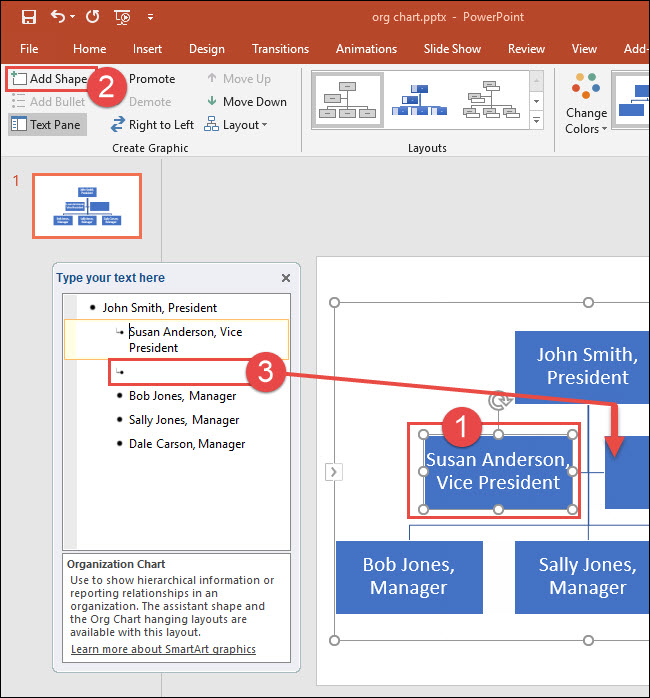 org chart.pptx - PowerPoint
File Home Insert Design Transitions Animations Slide Show Review View Add-
Add Shape Promote Move Up
2
Add Bullet Demote Move Down
Text Pane Right to Left Layout
Create Graphic
Layouts
Change
Colors
1
Type your text here
John Smith, President
Susan Anderson, Vice
President
3
Bob Jones, Manager
Sally Jones, Manager
Dale Carson, Manager
Organization Chart
Use to show hierarchical information or
reporting relationships in an
organization. The assistant shape and
the Org Chart hanging layouts are
available with this layout.
Learn more about SmartArt graphics
John Smith,
President
1
Susan Anderson,
Vice President
Bob Jones,
Manager
Sally Jones,
Manager